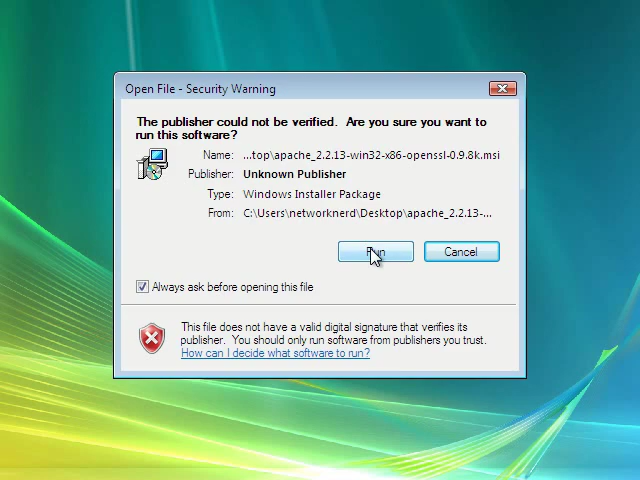 Open File - Security Warning
The publisher could not be verified. Are you sure you want to
run this software?
Name: ...top\apache_2.2.13-win32-x86-openssl-0.9.8k.msi
Publisher: Unknown Publisher
Type: Windows Installer Package
From: C:\Users\networknerd\Desktop\apache_2.2.13-...
Run Cancel
Always ask before opening this file
This file does not have a valid digital signature that verifies its
publisher. You should only run software from publishers you trust.
How can I decide what software to run?